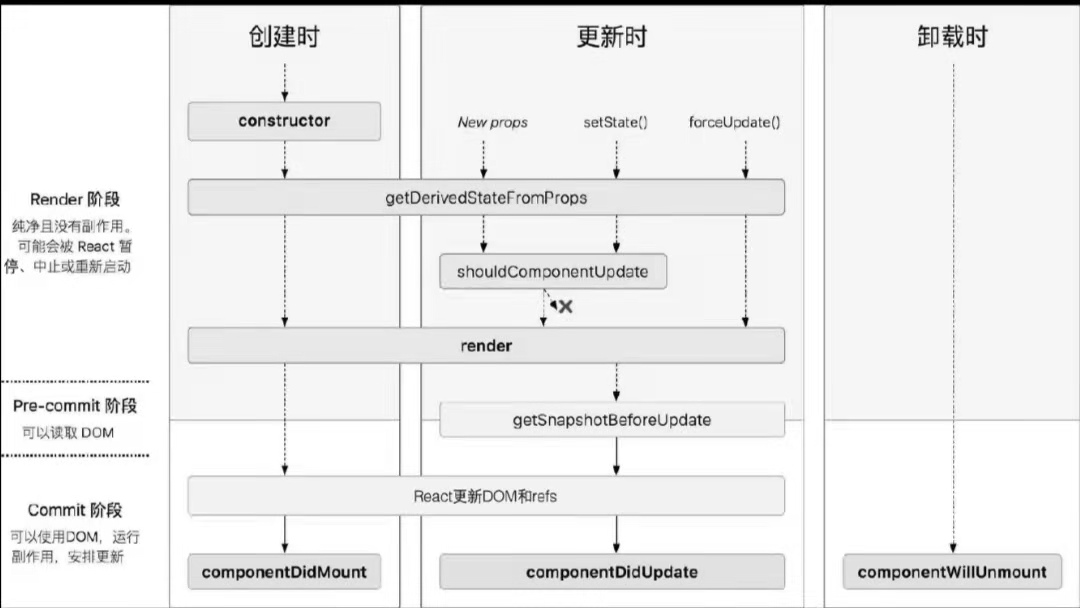 创建时
更新时
卸载时
constructor
New props
setState()
forceUpdate()
Render 阶段
纯净且没有副作用。
可能会被 React 暂
停、中止或重新启动
getDerivedStateFromProps
shouldComponentUpdate
render
Pre-commit 阶段
可以读取 DOM
getSnapshotBeforeUpdate
Commit 阶段
可以使用DOM，运行
副作用，安排更新
React更新DOM和refs
componentDidMount
componentDidUpdate
componentWillUnmount